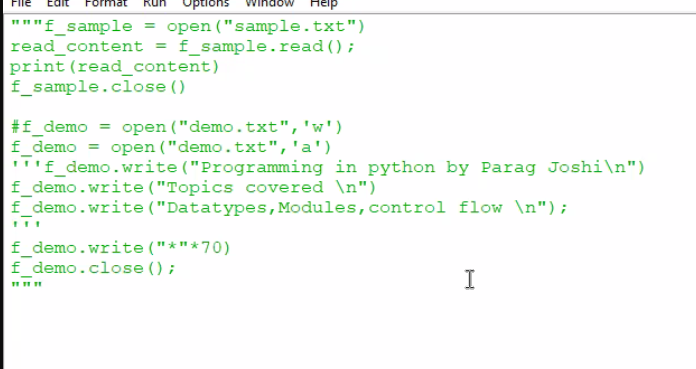 File Edit Format Run Options Window Help
"""f_sample = open("sample.txt")
read_content = f_sample.read();
print(read_content)
f_sample.close()
#f_demo = open("demo.txt",'w')
f_demo = open("demo.txt",'a')
'''f_demo.write("Programming in python by Parag Joshi\n")
f_demo.write("Topics covered \n")
f_demo.write("Datatypes,Modules,control flow \n");
'''
f_demo.write("*"*70)
f_demo.close();
"""